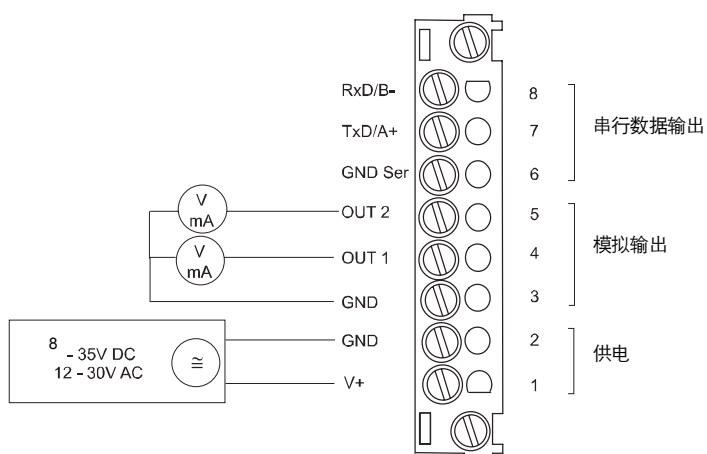 RxD/B-
8
TxD/A+
7
串行数据输出
GND Ser
6
V
mA
OUT 2
5
V
mA
OUT 1
4
模拟输出
GND
3
GND
2
8 - 35V DC
12 - 30V AC
≅
供电
V+
1